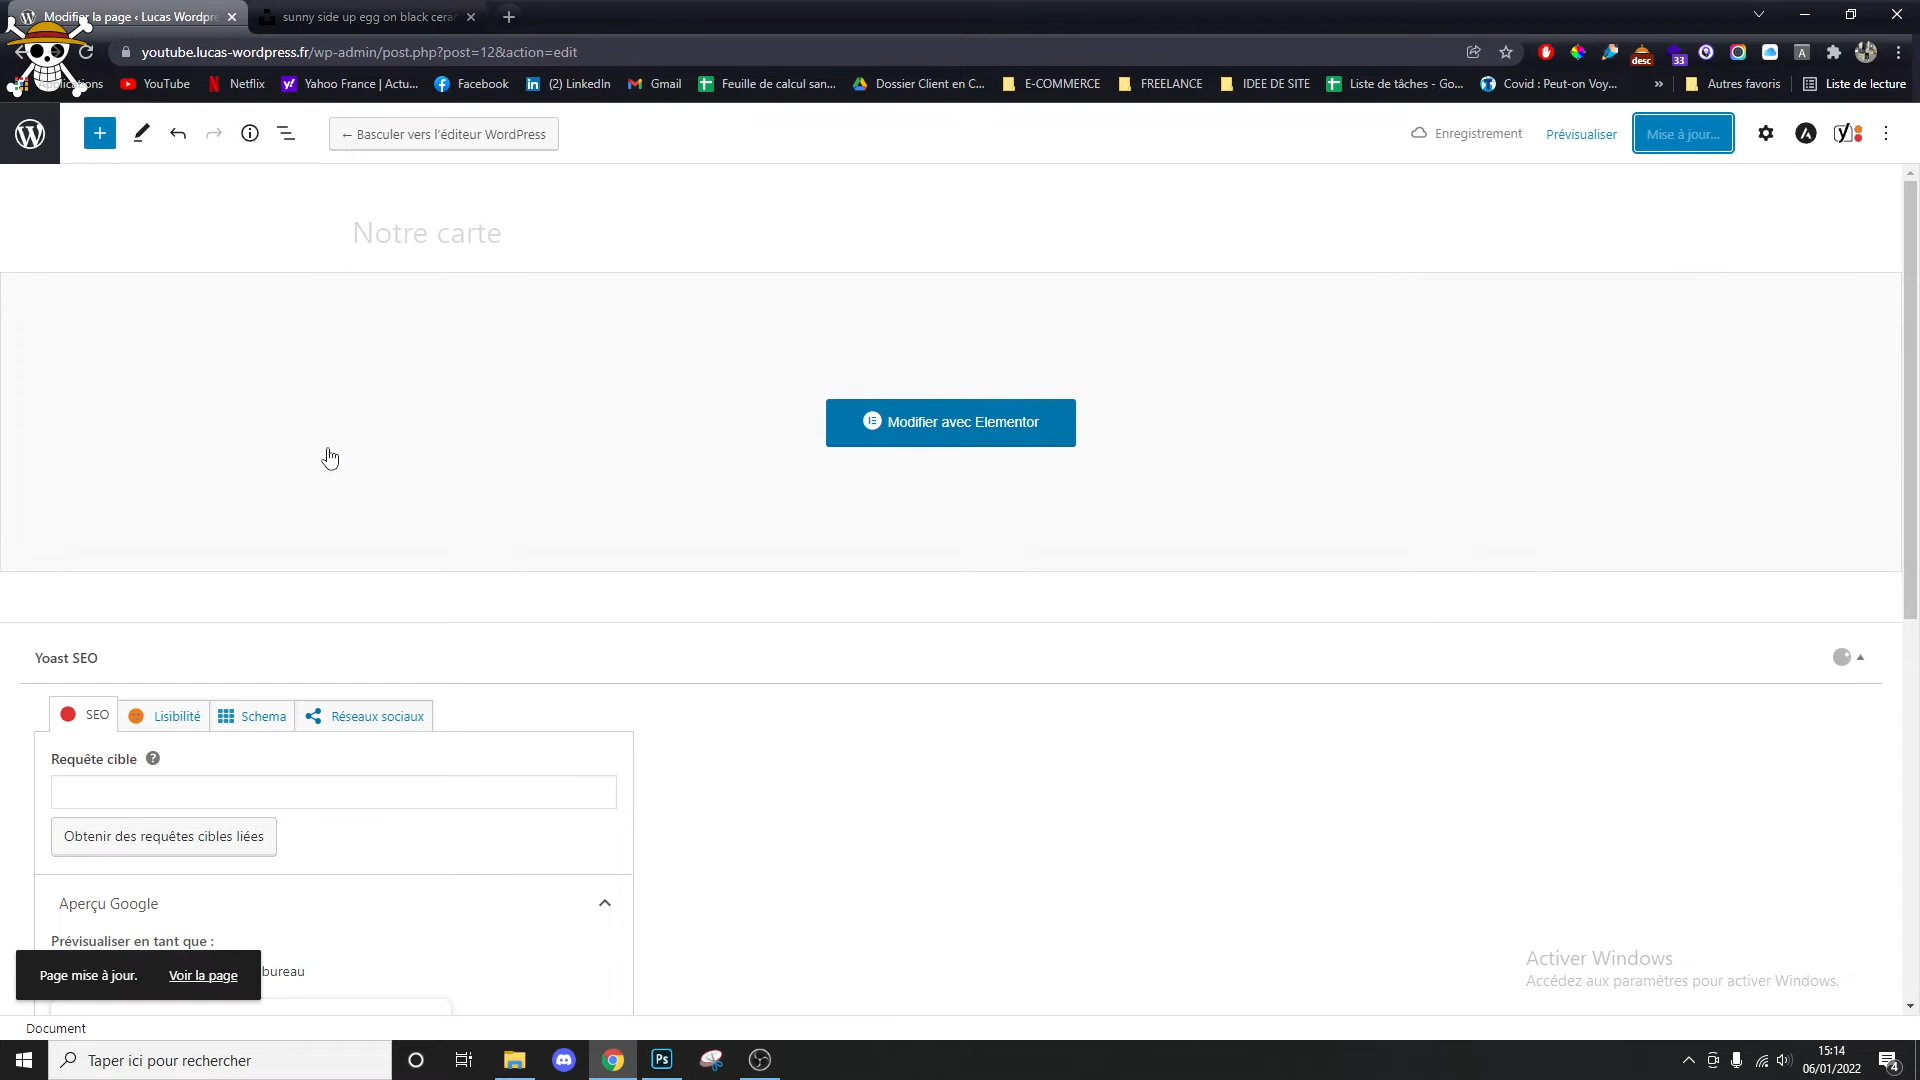 Modifier la page ‹ Lucas Wordpre
sunny side up egg on black cerar
youtube.lucas-wordpress.fr/wp-admin/post.php?post=12&action=edit
desc
33
YouTube
Netflix
Yahoo France | Actu...
Facebook
(2) LinkedIn
Gmail
Feuille de calcul san...
Dossier Client en C...
E-COMMERCE
FREELANCE
IDEE DE SITE
Liste de tâches - Go...
Covid : Peut-on Voy...
»
Autres favoris
Liste de lecture
← Basculer vers l'éditeur WordPress
Enregistrement
Prévisualiser
Mise à jour...
Notre carte
Modifier avec Elementor
Yoast SEO
SEO
Lisibilité
Schema
Réseaux sociaux
Requête cible
Obtenir des requêtes cibles liées
Aperçu Google
Prévisualiser en tant que :
bureau
Page mise à jour. Voir la page
Activer Windows
Accédez aux paramètres pour activer Windows.
Document
Taper ici pour rechercher
Ps
15:14
06/01/2022
4